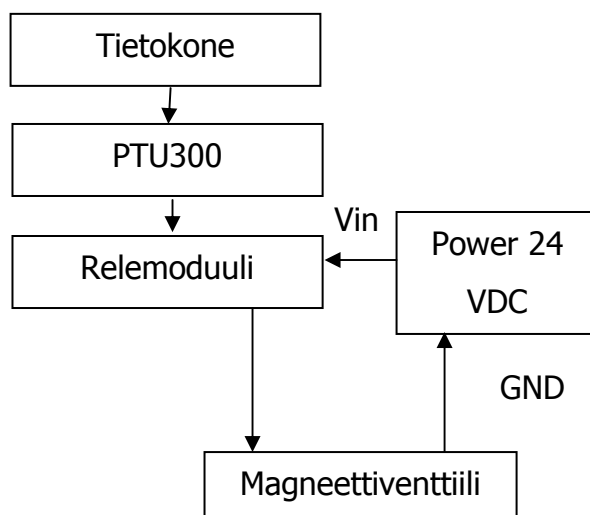 Tietokone
PTU300
Vin
Relemoduuli
Power 24
VDC
GND
Magneettiventtiili